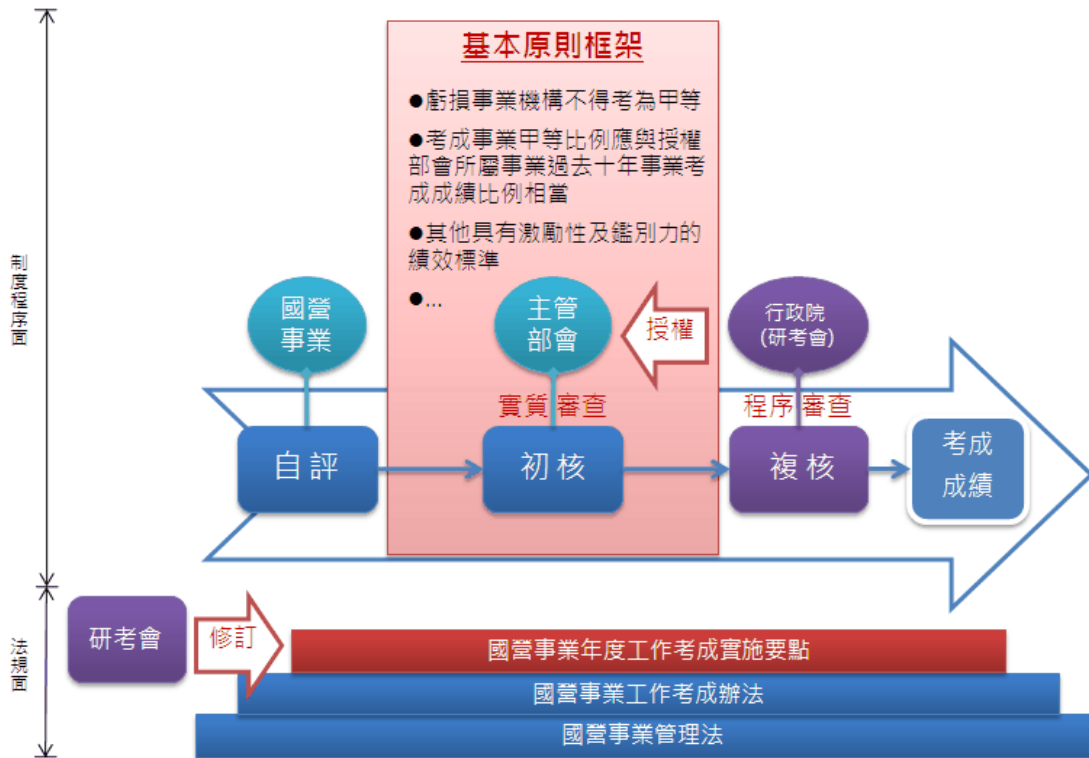 基本原則框架
●虧損事業機構不得考為甲等
●考成事業甲等比例應與授權
部會所屬事業過去十年事業考
成成績比例相當
●其他具有激勵性及鑑別力的
績效標準
●...
制度程序面
國營
事業
主管
部會
授權
行政院
(研考會)
實質 審查
程序 審查
自評
初核
複核
考成
成績
法規面
研考會
修訂
國營事業年度工作考成實施要點
國營事業工作考成辦法
國營事業管理法